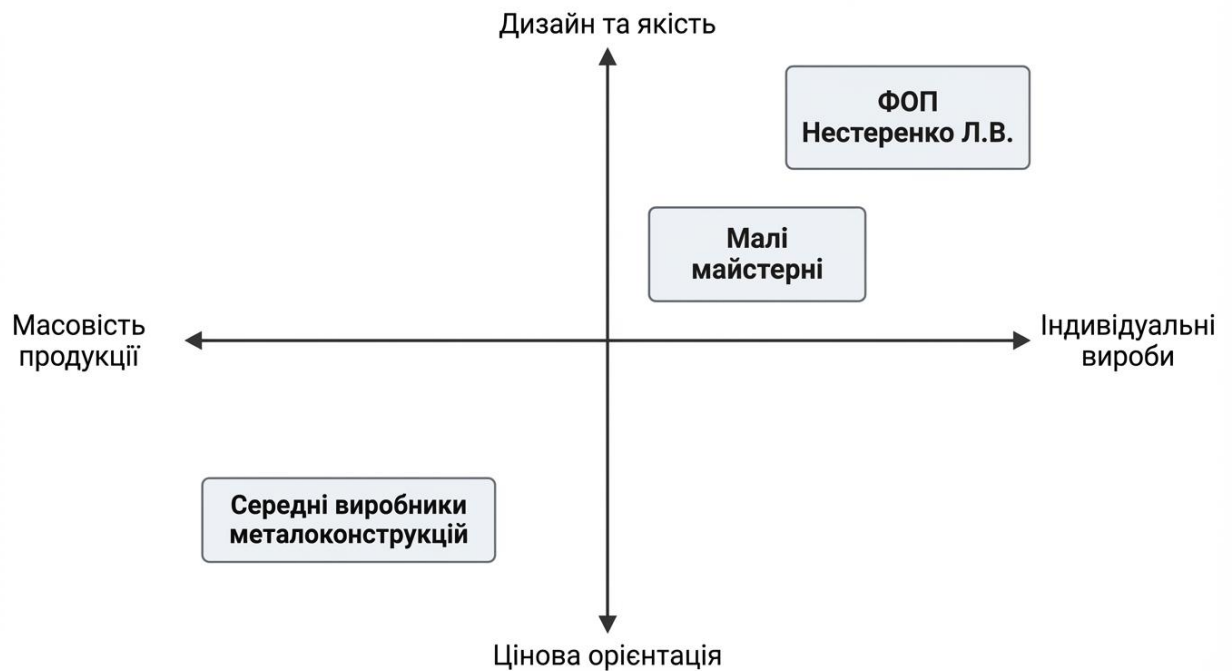 Дизайн та якість
ФОП
Нестеренко Л.В.
Малі
майстерні
Масовість
продукції
Індивідуальні
вироби
Середні виробники
металоконструкцій
Цінова орієнтація